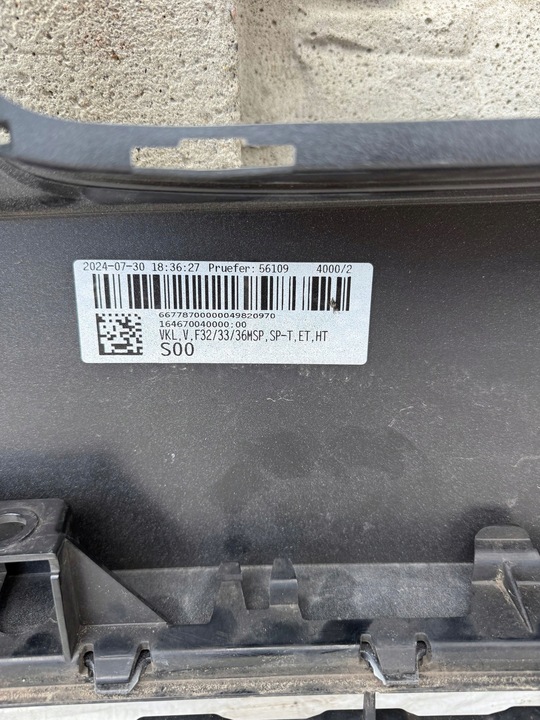 2024-07-30 18:36:27 Pruefer:56109 4000/2
66778700000049820970
164670040000;00
VKL,V,F32/33/36MSP,SP-T,ET,HT
S00